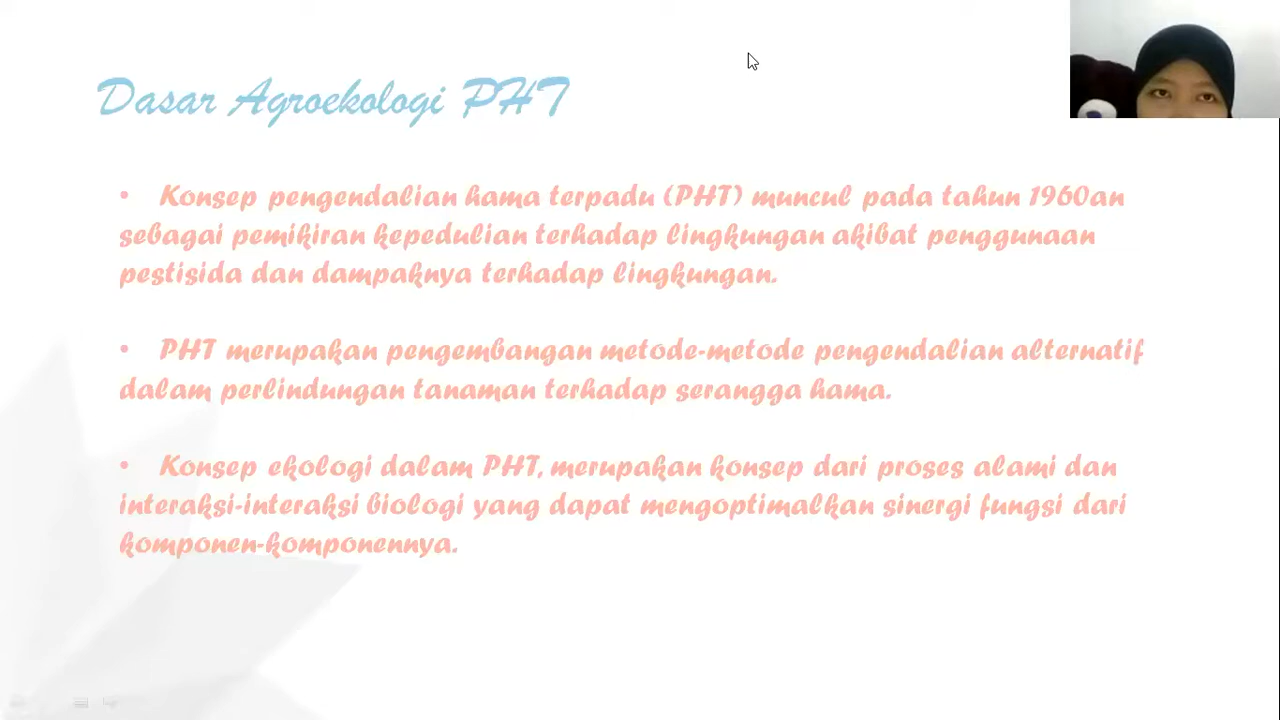 Dasar Agroekologi PHT
• Konsep pengendalian hama terpadu (PHT) muncul pada tahun 1960an
sebagai pemikiran kepedulian terhadap lingkungan akibat penggunaan
pestisida dan dampaknya terhadap lingkungan.
• PHT merupakan pengembangan metode-metode pengendalian alternatif
dalam perlindungan tanaman terhadap serangga hama.
• Konsep ekologi dalam PHT, merupakan konsep dari proses alami dan
interaksi-interaksi biologi yang dapat mengoptimalkan sinergi fungsi dari
komponen-komponennya.